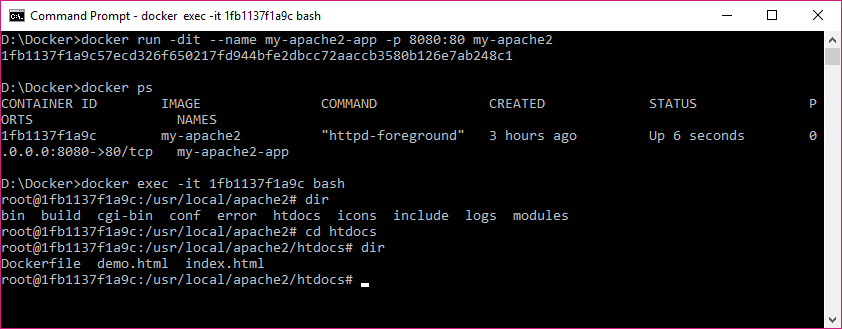 Command Prompt - docker exec -it 1fb1137f1a9c bash
D:\Docker>docker run -dit --name my-apache2-app -p 8080:80 my-apache2
1fb1137f1a9c57ecd326f650217fd944bfe2dbcc72aaccb3580b126e7ab248c1
D:\Docker>docker ps
CONTAINER ID        IMAGE               COMMAND              CREATED             STATUS              P
ORTS                  NAMES
1fb1137f1a9c        my-apache2          "httpd-foreground"   3 hours ago         Up 6 seconds        0
.0.0.0:8080->80/tcp   my-apache2-app
D:\Docker>docker exec -it 1fb1137f1a9c bash
root@1fb1137f1a9c:/usr/local/apache2# dir
bin  build  cgi-bin  conf  error  htdocs  icons  include  logs  modules
root@1fb1137f1a9c:/usr/local/apache2# cd htdocs
root@1fb1137f1a9c:/usr/local/apache2/htdocs# dir
Dockerfile  demo.html  index.html
root@1fb1137f1a9c:/usr/local/apache2/htdocs#